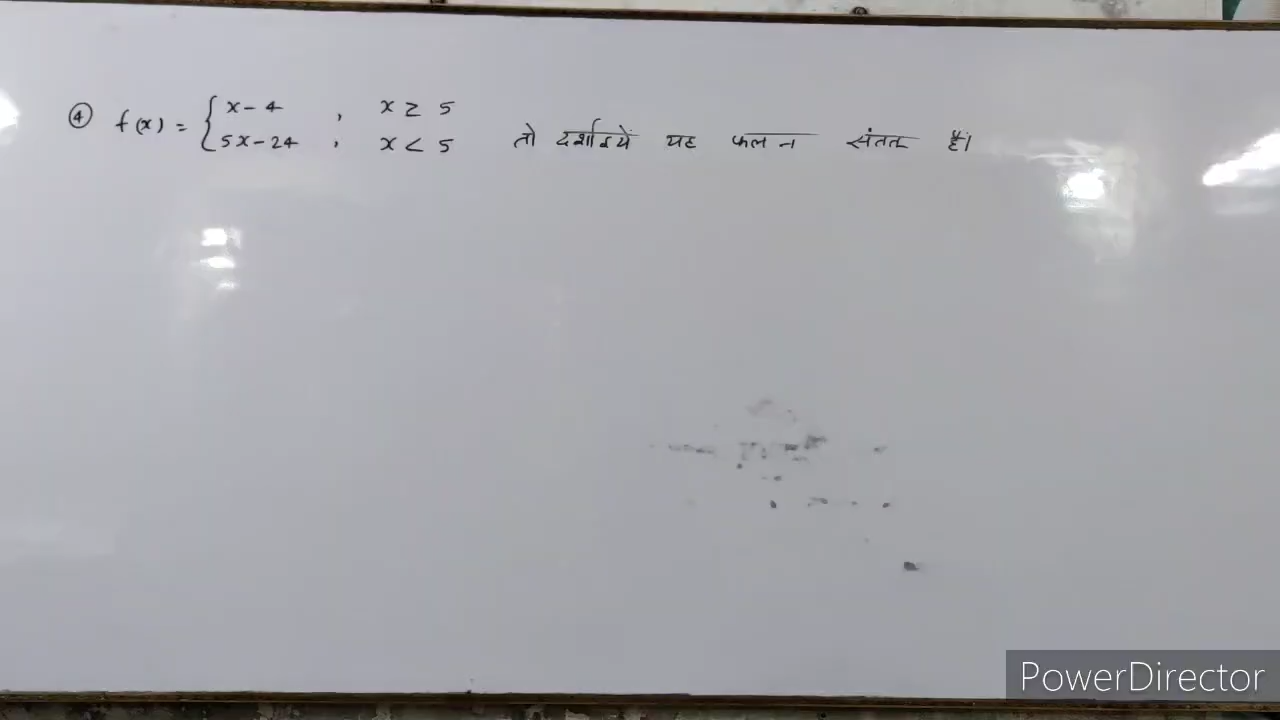 ④ f(x) = { x - 4 , x ≥ 5
5x - 24 , x < 5 तो दर्शाइये यह फलन संतत है।
PowerDirector